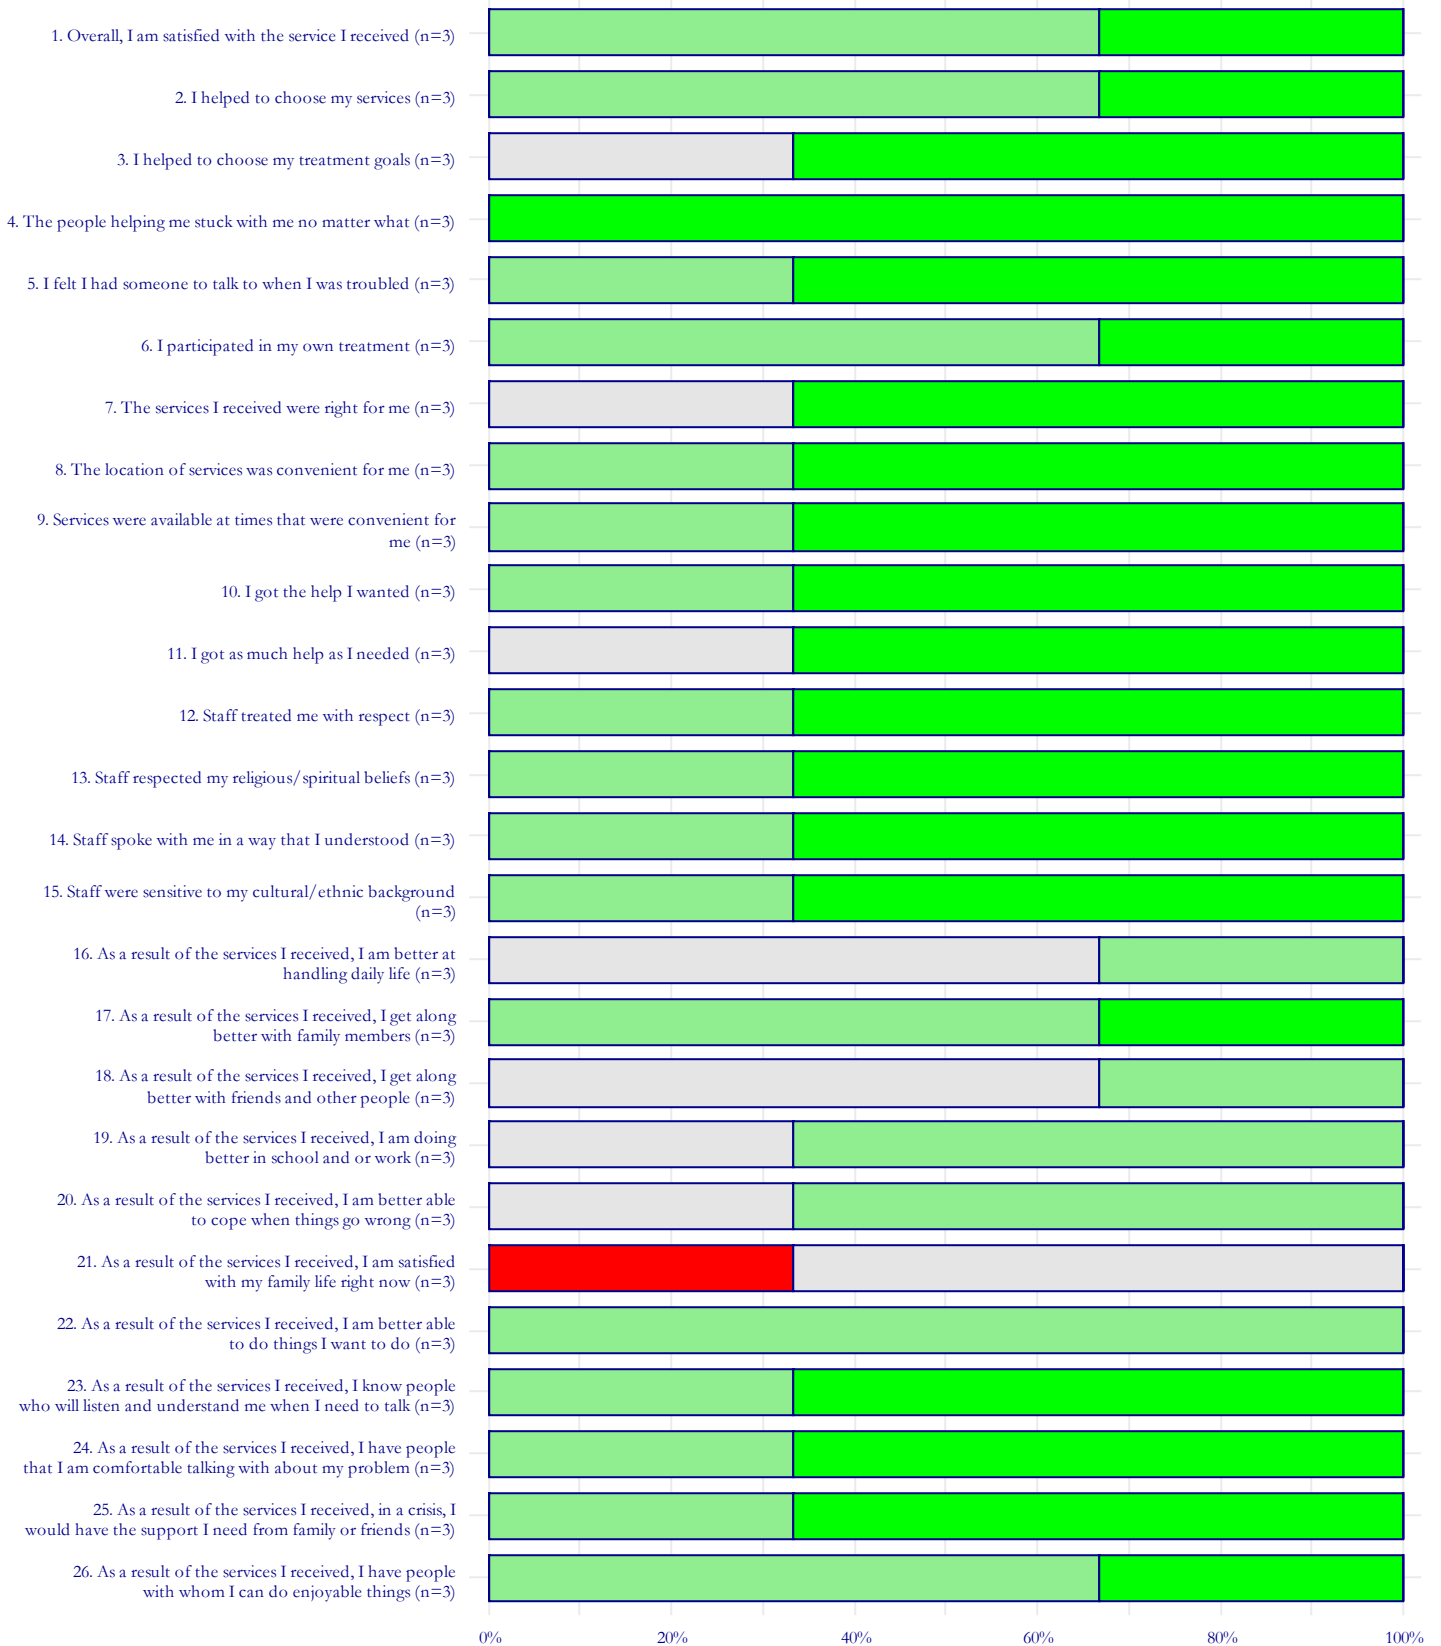 1. Overall, I am satisfied with the service I received (n=3)
2. I helped to choose my services (n=3)
3. I helped to choose my treatment goals (n=3)
4. The people helping me stuck with me no matter what (n=3)
5. I felt I had someone to talk to when I was troubled (n=3)
6. I participated in my own treatment (n=3)
7. The services I received were right for me (n=3)
8. The location of services was convenient for me (n=3)
9. Services were available at times that were convenient for
me (n=3)
10. I got the help I wanted (n=3)
11. I got as much help as I needed (n=3)
12. Staff treated me with respect (n=3)
13. Staff respected my religious/spiritual beliefs (n=3)
14. Staff spoke with me in a way that I understood (n=3)
15. Staff were sensitive to my cultural/ethnic background
(n=3)
16. As a result of the services I received, I am better at
handling daily life (n=3)
17. As a result of the services I received, I get along
better with family members (n=3)
18. As a result of the services I received, I get along
better with friends and other people (n=3)
19. As a result of the services I received, I am doing
better in school and or work (n=3)
20. As a result of the services I received, I am better able
to cope when things go wrong (n=3)
21. As a result of the services I received, I am satisfied
with my family life right now (n=3)
22. As a result of the services I received, I am better able
to do things I want to do (n=3)
23. As a result of the services I received, I know people
who will listen and understand me when I need to talk (n=3)
24. As a result of the services I received, I have people
that I am comfortable talking with about my problem (n=3)
25. As a result of the services I received, in a crisis, I
would have the support I need from family or friends (n=3)
26. As a result of the services I received, I have people
with whom I can do enjoyable things (n=3)
0% 20% 40% 60% 80% 100%